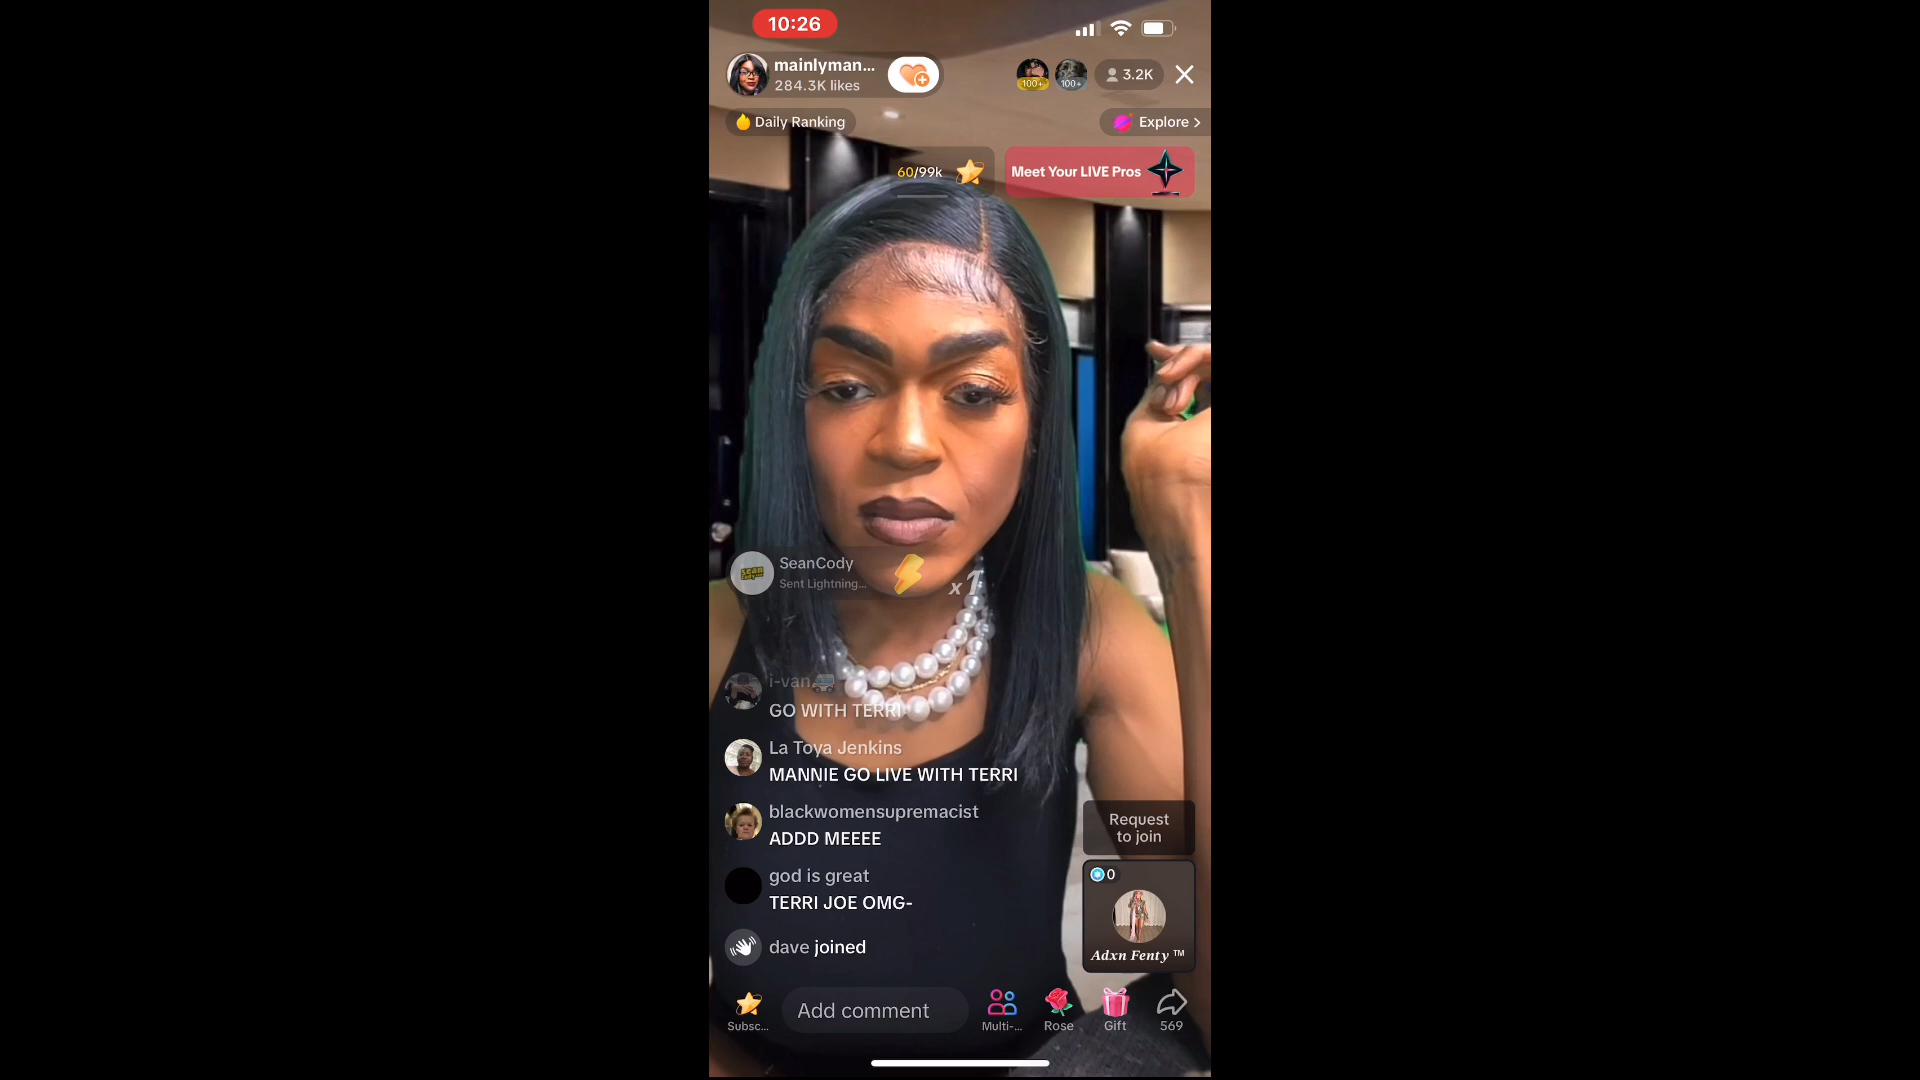 10:26
mainlyman...
284.3K likes
100+
100+
3.2K
Daily Ranking
Explore >
60/99k
Meet Your LIVE Pros
SeanCody
Sent Lightning...
x1
i-van
GO WITH TERRI
La Toya Jenkins
MANNIE GO LIVE WITH TERRI
blackwomensupremacist
ADDD MEEEE
god is great
TERRI JOE OMG-
dave joined
Request
to join
0
Adxn Fenty ™
Add comment
Subsc...
Multi-...
Rose
Gift
569